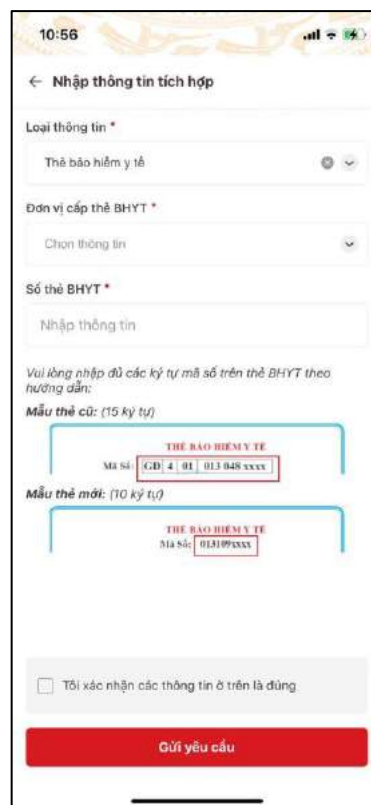 10:56
Nhập thông tin tích hợp
Loại thông tin *
Thẻ bảo hiểm y tế
Đơn vị cấp thẻ BHYT *
Chọn thông tin
Số thẻ BHYT *
Nhập thông tin
Vui lòng nhập đủ các ký tự mã số trên thẻ BHYT theo
hướng dẫn:
Mẫu thẻ cũ: (15 ký tự)
THẺ BẢO HIỂM Y TẾ
Mã Số: GD 4 01 013 048 xxxx
Mẫu thẻ mới: (10 ký tự)
THẺ BẢO HIỂM Y TẾ
Mã Số: 013109xxxx
Tôi xác nhận các thông tin ở trên là đúng
Gửi yêu cầu